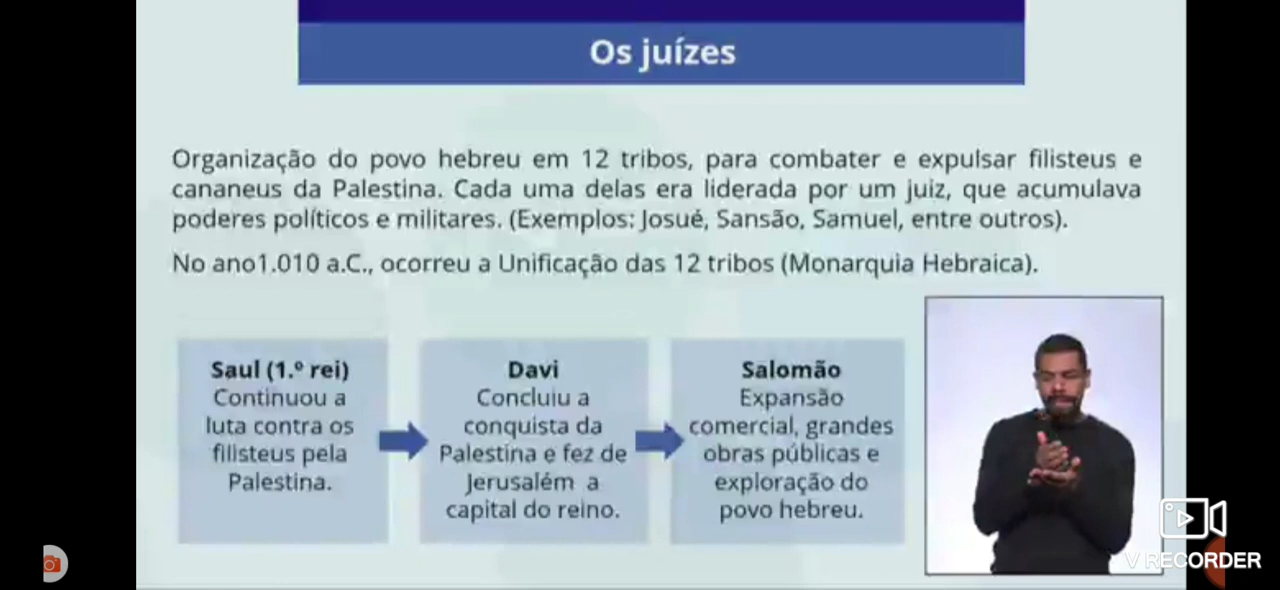 Os juízes
Organização do povo hebreu em 12 tribos, para combater e expulsar filisteus e
cananeus da Palestina. Cada uma delas era liderada por um juiz, que acumulava
poderes políticos e militares. (Exemplos: Josué, Sansão, Samuel, entre outros).
No ano1.010 a.C., ocorreu a Unificação das 12 tribos (Monarquia Hebraica).
Saul (1.º rei)
Continuou a
luta contra os
filisteus pela
Palestina.
Davi
Concluiu a
conquista da
Palestina e fez de
Jerusalém a
capital do reino.
Salomão
Expansão
comercial, grandes
obras públicas e
exploração do
povo hebreu.
V RECORDER